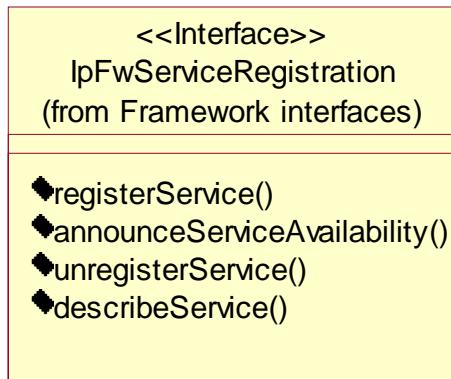 <<Interface>>
IpFwServiceRegistration
(from Framework interfaces)
registerService()
announceServiceAvailability()
unregisterService()
describeService()